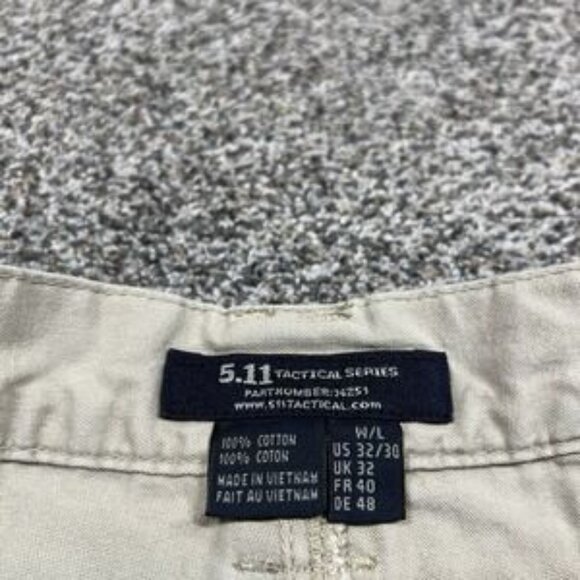 5.11 TACTICAL SERIES
PARTNUMBER:74251
www.511TACTICAL.com
100% COTTON
100% COTON
MADE IN VIETNAM
FAIT AU VIETNAM
W/L
US 32/30
UK 32
FR 40
DE 48